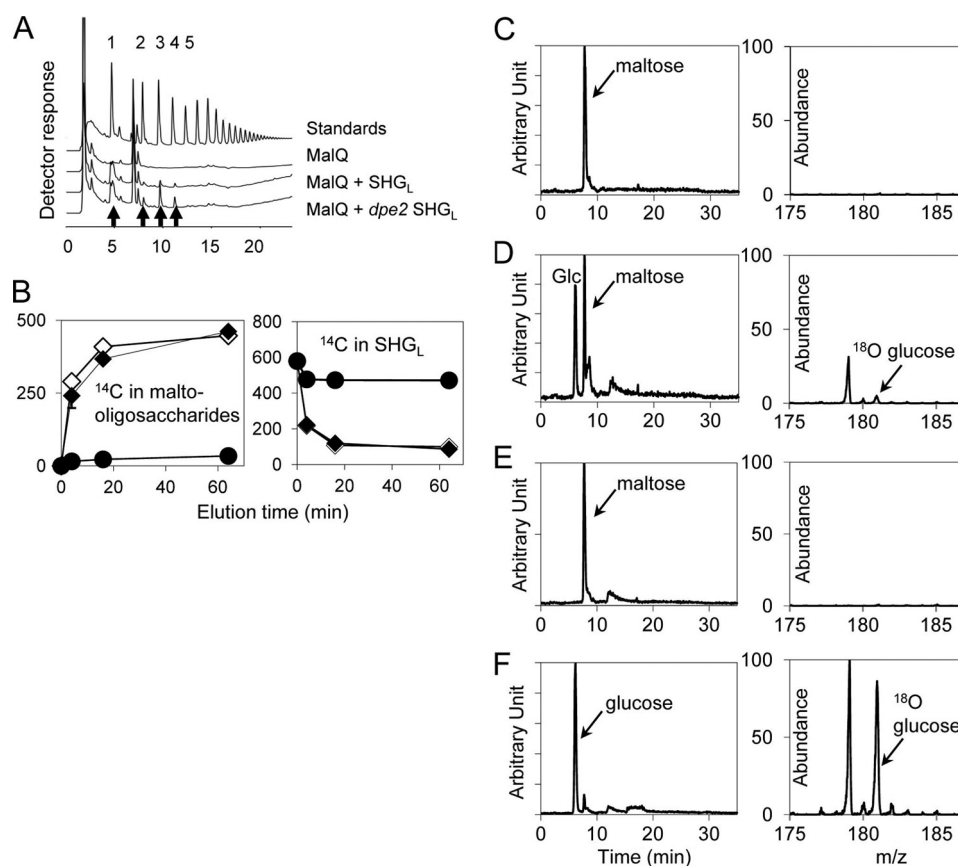 A
1 2 3 4 5
Detector response
Standards
MalQ
MalQ + SHGL
MalQ + dpe2 SHGL
0 5 10 15 20
B
500
250
0
14C in malto-
oligosaccharides
0 20 40 60
800
600
400
200
0
14C in SHGL
0 20 40 60
Elution time (min)
C
Arbitrary Unit
maltose
0 10 20 30
Abundance
100
50
0
175 180 185
D
Arbitrary Unit
Glc
maltose
0 10 20 30
Abundance
100
50
0
18O glucose
175 180 185
E
Arbitrary Unit
maltose
0 10 20 30
Abundance
100
50
0
175 180 185
F
Arbitrary Unit
glucose
0 10 20 30
Time (min)
Abundance
100
50
0
18O
glucose
175 180 185
m/z